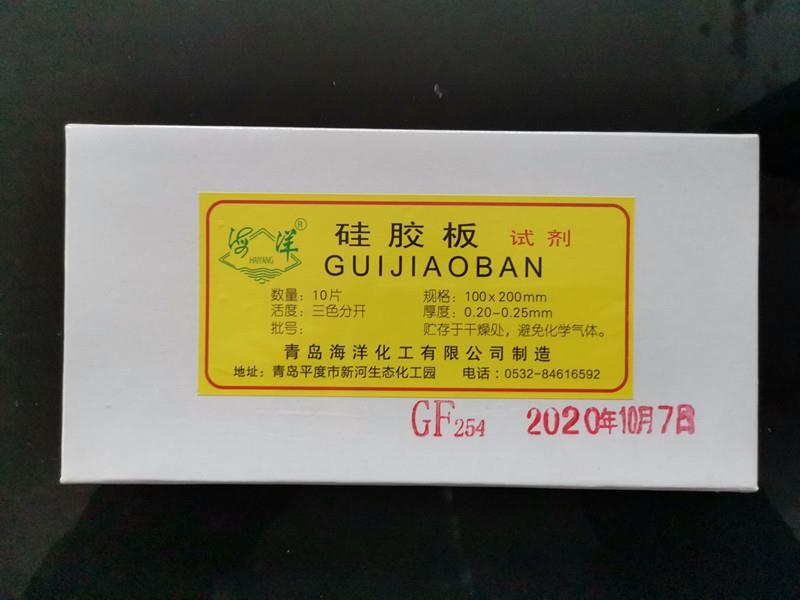 海洋®
HAIYANG
硅胶板 试剂
GUIJIAOBAN
数量：10片 规格：100×200mm
活度：三色分开 厚度：0.20-0.25mm
批号： 贮存于干燥处，避免化学气体。
青岛海洋化工有限公司制造
地址：青岛平度市新河生态化工园 电话：0532-84616592
GF254 2020年10月7日